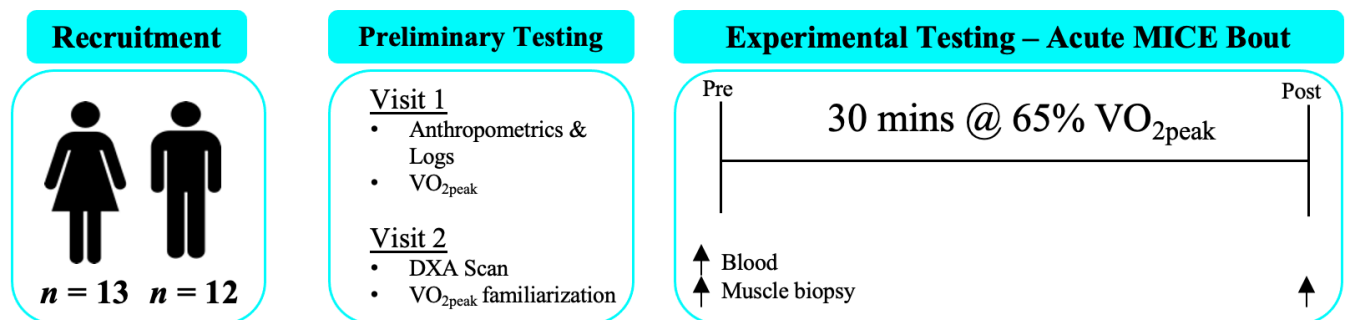 Recruitment
n = 13 n = 12
Preliminary Testing
Visit 1
• Anthropometrics &
Logs
• VO₂peak
Visit 2
• DXA Scan
• VO₂peak familiarization
Experimental Testing – Acute MICE Bout
Pre
Post
30 mins @ 65% VO₂peak
Blood
Muscle biopsy